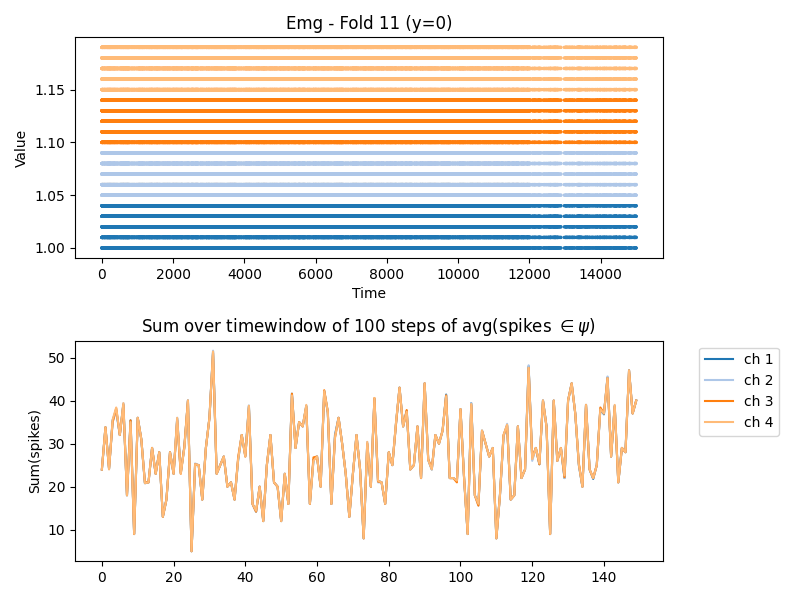 Emg - Fold 11 (y=0)
Value
1.15
1.10
1.05
1.00
0 2000 4000 6000 8000 10000 12000 14000
Time
Sum over timewindow of 100 steps of avg(spikes ∈ψ)
Sum(spikes)
50
40
30
20
10
0 20 40 60 80 100 120 140
ch 1
ch 2
ch 3
ch 4